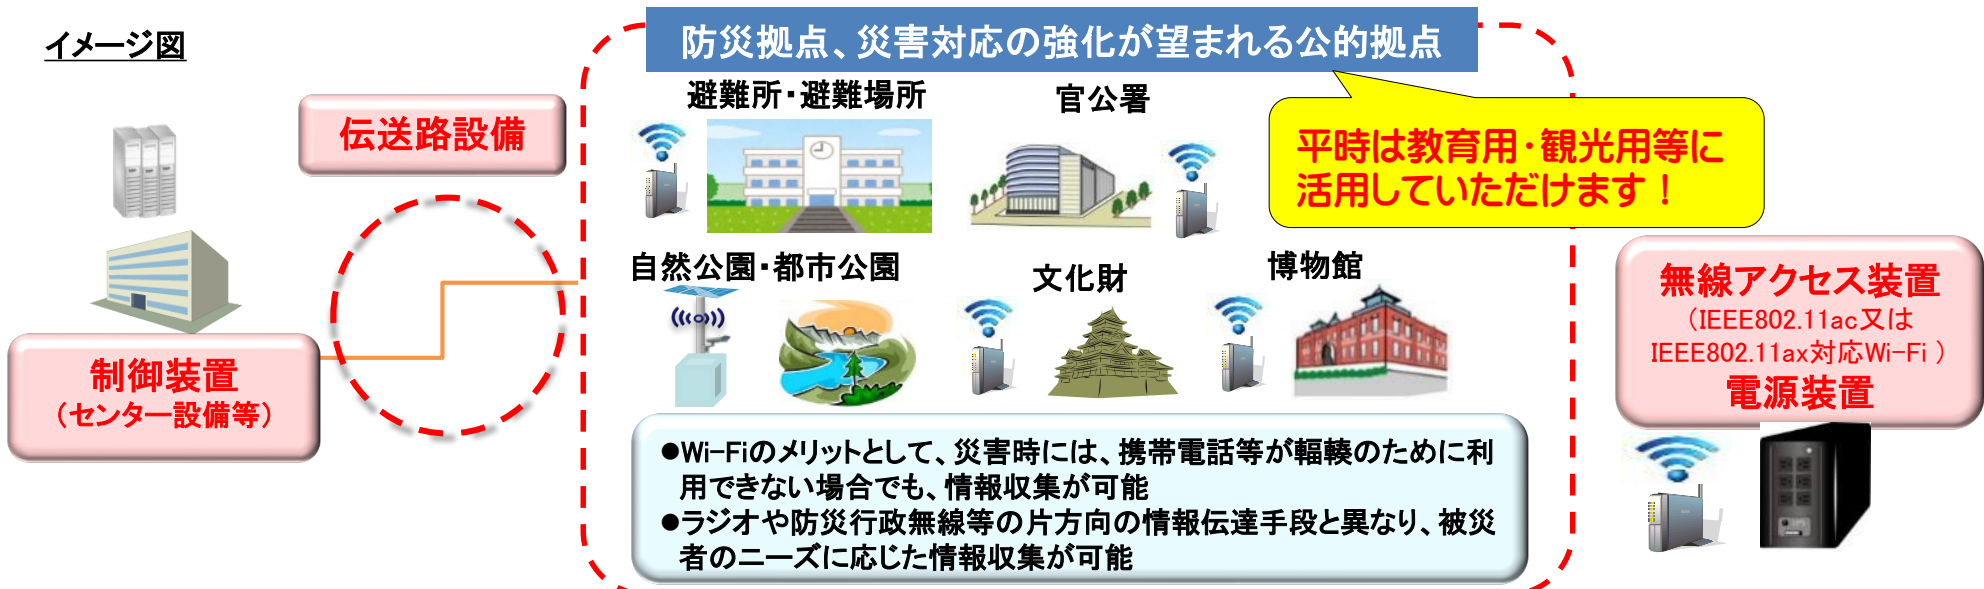 イメージ図
防災拠点、災害対応の強化が望まれる公的拠点
伝送路設備
避難所・避難場所
官公署
平時は教育用・観光用等に
活用していただけます！
自然公園・都市公園
文化財
博物館
制御装置
（センター設備等）
無線アクセス装置
（IEEE802.11ac又は
IEEE802.11ax対応Wi-Fi ）
電源装置
●Wi-Fiのメリットとして、災害時には、携帯電話等が輻輳のために利
用できない場合でも、情報収集が可能
●ラジオや防災行政無線等の片方向の情報伝達手段と異なり、被災
者のニーズに応じた情報収集が可能